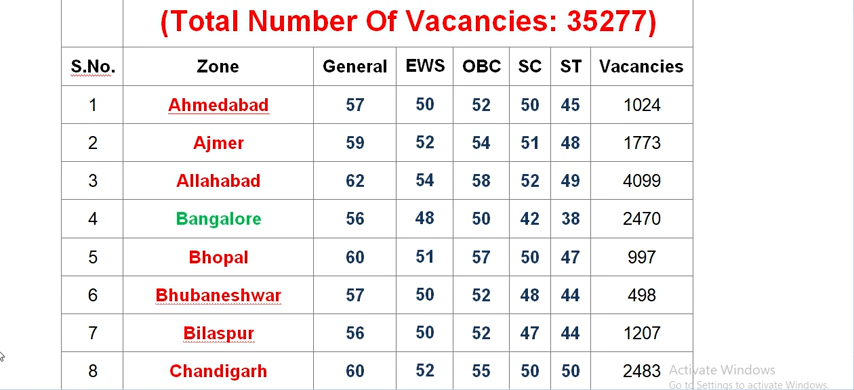 (Total Number Of Vacancies: 35277)
S.No. Zone General EWS OBC SC ST Vacancies
1 Ahmedabad 57 50 52 50 45 1024
2 Ajmer 59 52 54 51 48 1773
3 Allahabad 62 54 58 52 49 4099
4 Bangalore 56 48 50 42 38 2470
5 Bhopal 60 51 57 50 47 997
6 Bhubaneshwar 57 50 52 48 44 498
7 Bilaspur 56 50 52 47 44 1207
8 Chandigarh 60 52 55 50 50 2483
Activate Windows
Go to Settings to activate Windows.